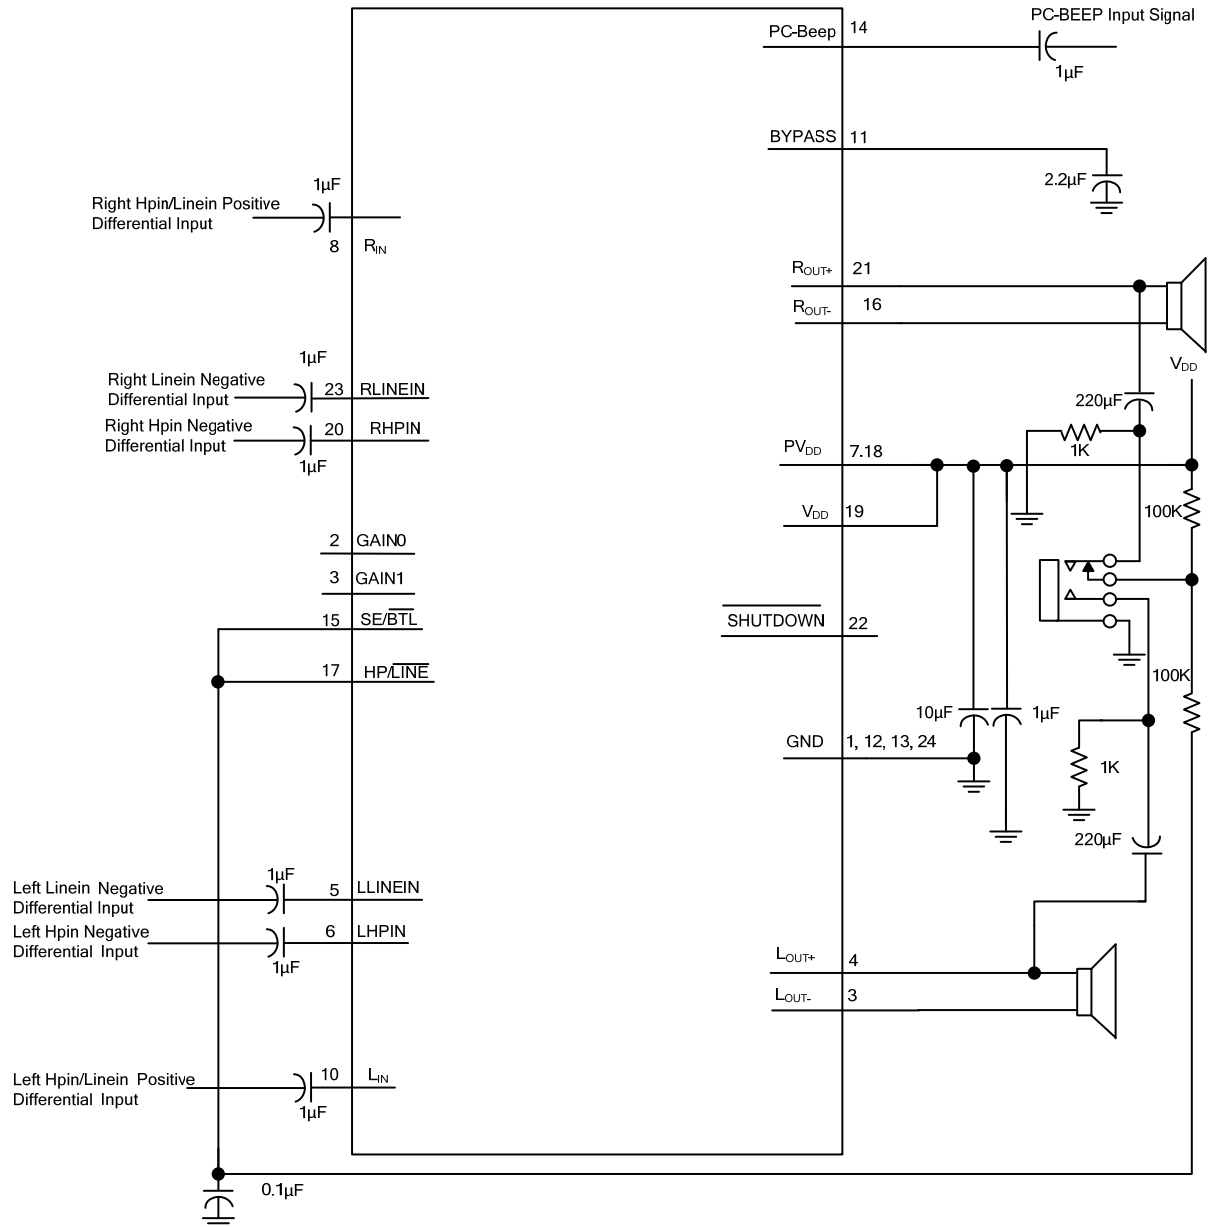 PC-BEEP Input Signal
PC-Beep 14
1µF
BYPASS 11
2.2µF
1µF
Right Hpin/Linein Positive
Differential Input
8 RIN
ROUT+ 21
ROUT- 16
VDD
1µF
Right Linein Negative
Differential Input
23 RLINEIN
Right Hpin Negative
Differential Input
20 RHPIN
1µF
220µF
1K
PVDD 7.18
100K
VDD 19
2 GAIN0
3 GAIN1
15 SE/BTL
17 HP/LINE
SHUTDOWN 22
100K
10µF
1µF
GND 1, 12, 13, 24
1K
220µF
1µF
Left Linein Negative
Differential Input
5 LLINEIN
Left Hpin Negative
Differential Input
6 LHPIN
1µF
LOUT+ 4
LOUT- 3
Left Hpin/Linein Positive
Differential Input
10 LIN
1µF
0.1µF